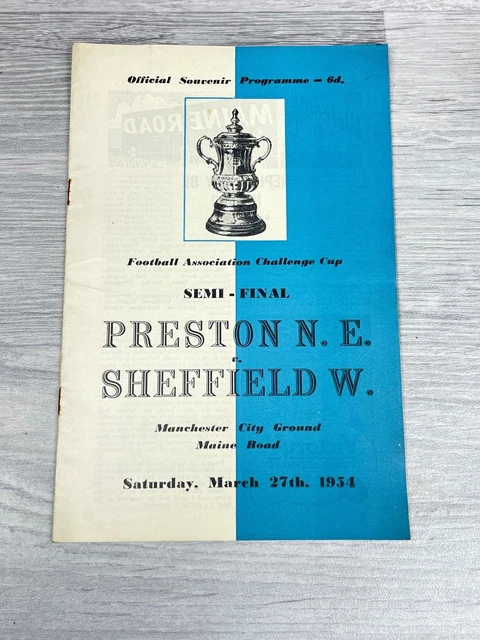 Official Souvenir Programme - 6d.
Football Association Challenge Cup
SEMI - FINAL
PRESTON N. E.
v.
SHEFFIELD W.
Manchester City Ground
Maine Road
Saturday, March 27th, 1954